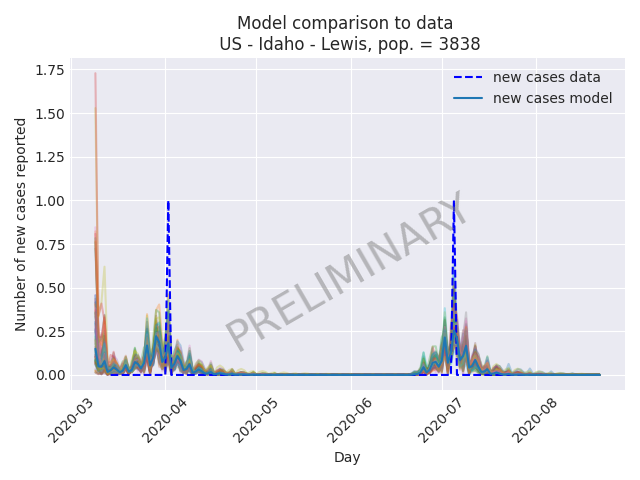 Model comparison to data
US - Idaho - Lewis, pop. = 3838
new cases data
new cases model
Number of new cases reported
1.75
1.50
1.25
1.00
0.75
0.50
0.25
0.00
PRELIMINARY
2020-03
2020-04
2020-05
2020-06
2020-07
2020-08
Day